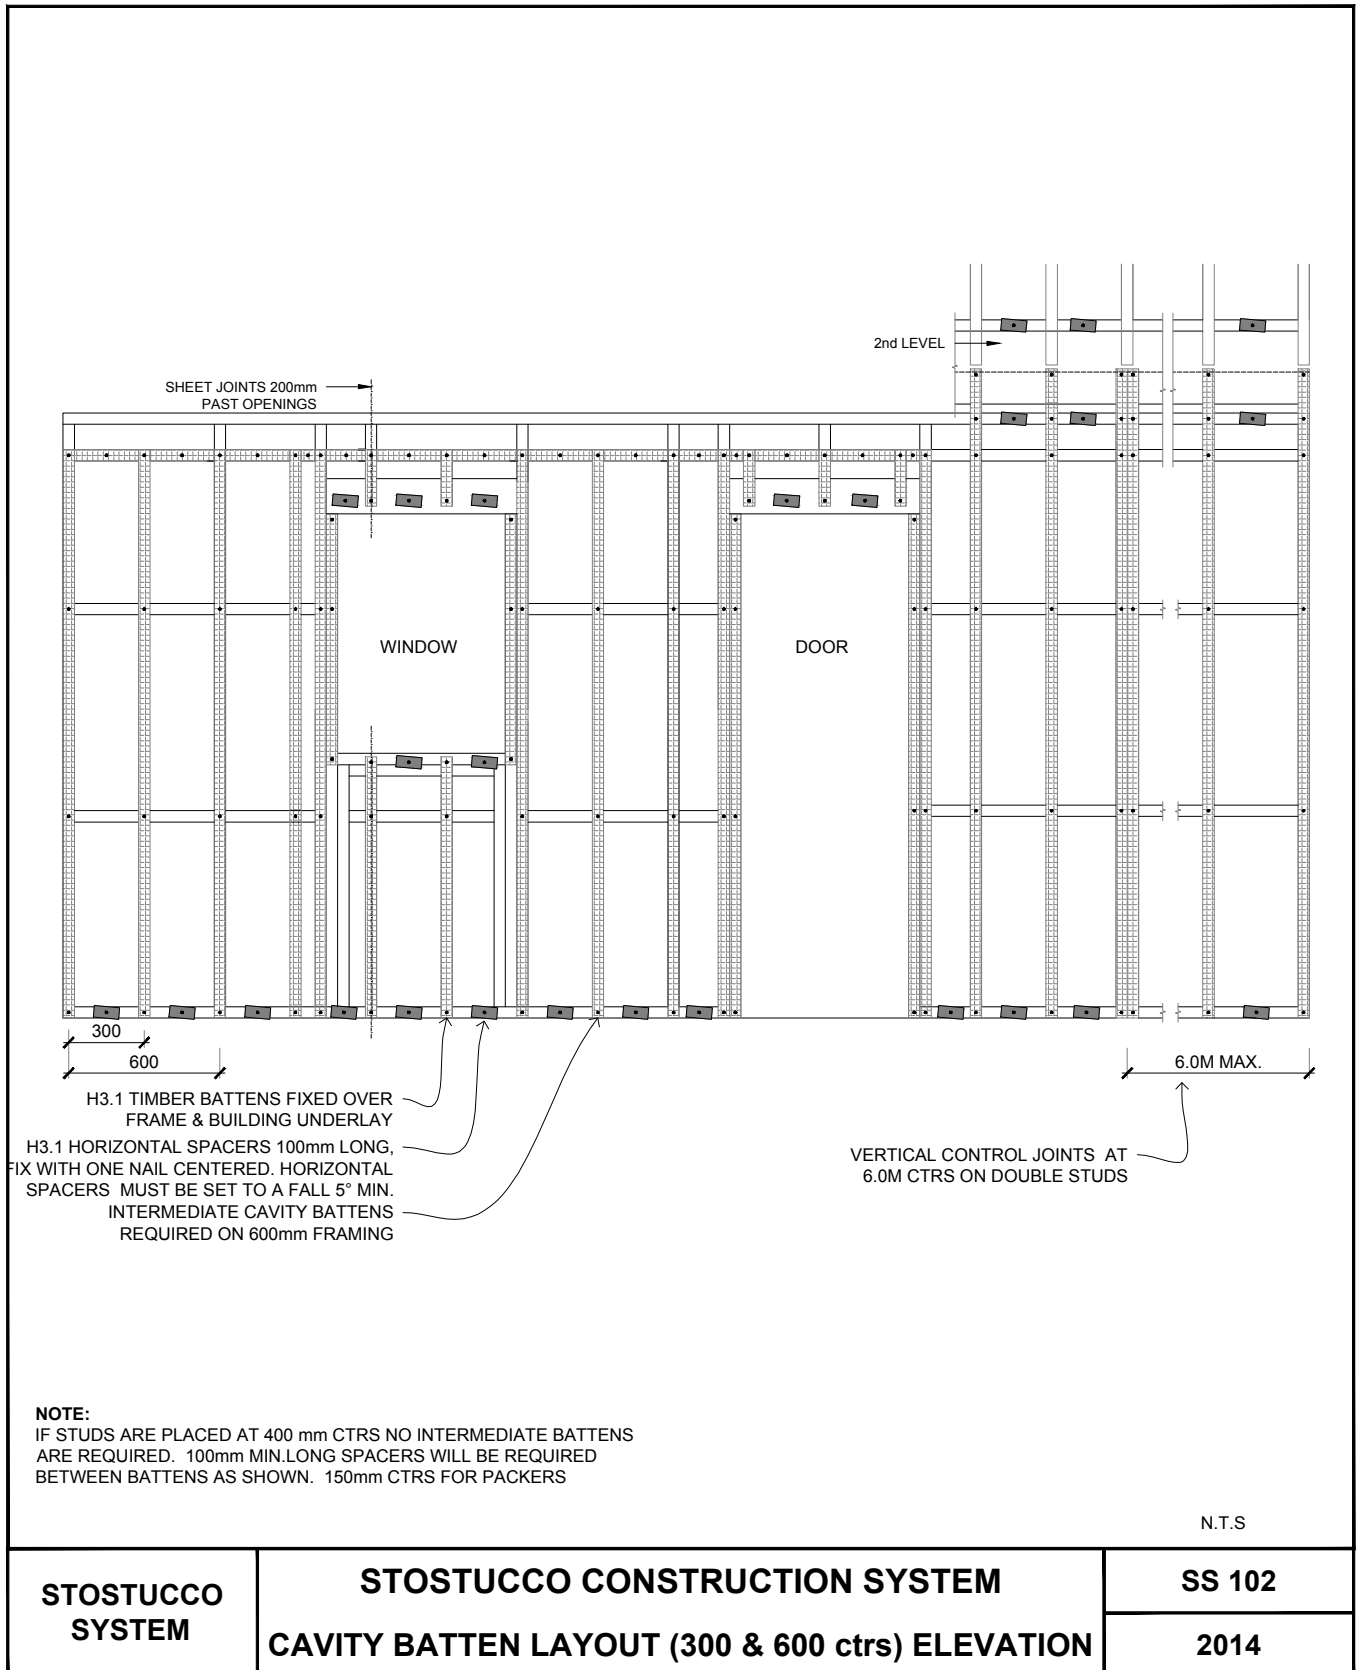 2nd LEVEL
SHEET JOINTS 200mm
PAST OPENINGS
WINDOW
DOOR
300
600
6.0M MAX.
H3.1 TIMBER BATTENS FIXED OVER
FRAME & BUILDING UNDERLAY
H3.1 HORIZONTAL SPACERS 100mm LONG,
FIX WITH ONE NAIL CENTERED. HORIZONTAL
SPACERS MUST BE SET TO A FALL 5° MIN.
INTERMEDIATE CAVITY BATTENS
REQUIRED ON 600mm FRAMING
VERTICAL CONTROL JOINTS AT
6.0M CTRS ON DOUBLE STUDS
NOTE:
IF STUDS ARE PLACED AT 400 mm CTRS NO INTERMEDIATE BATTENS
ARE REQUIRED. 100mm MIN.LONG SPACERS WILL BE REQUIRED
BETWEEN BATTENS AS SHOWN. 150mm CTRS FOR PACKERS
N.T.S
STOSTUCCO
SYSTEM
STOSTUCCO CONSTRUCTION SYSTEM
CAVITY BATTEN LAYOUT (300 & 600 ctrs) ELEVATION
SS 102
2014